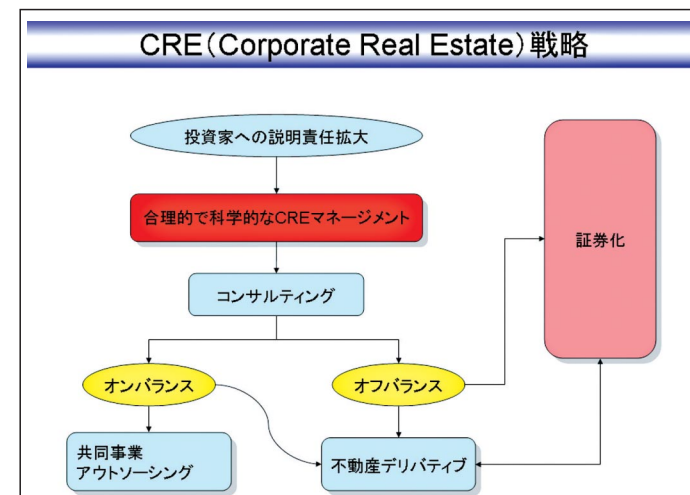 CRE(Corporate Real Estate)戦略
投資家への説明責任拡大
合理的で科学的なCREマネージメント
証券化
コンサルティング
オンバランス
オフバランス
共同事業
アウトソーシング
不動産デリバティブ